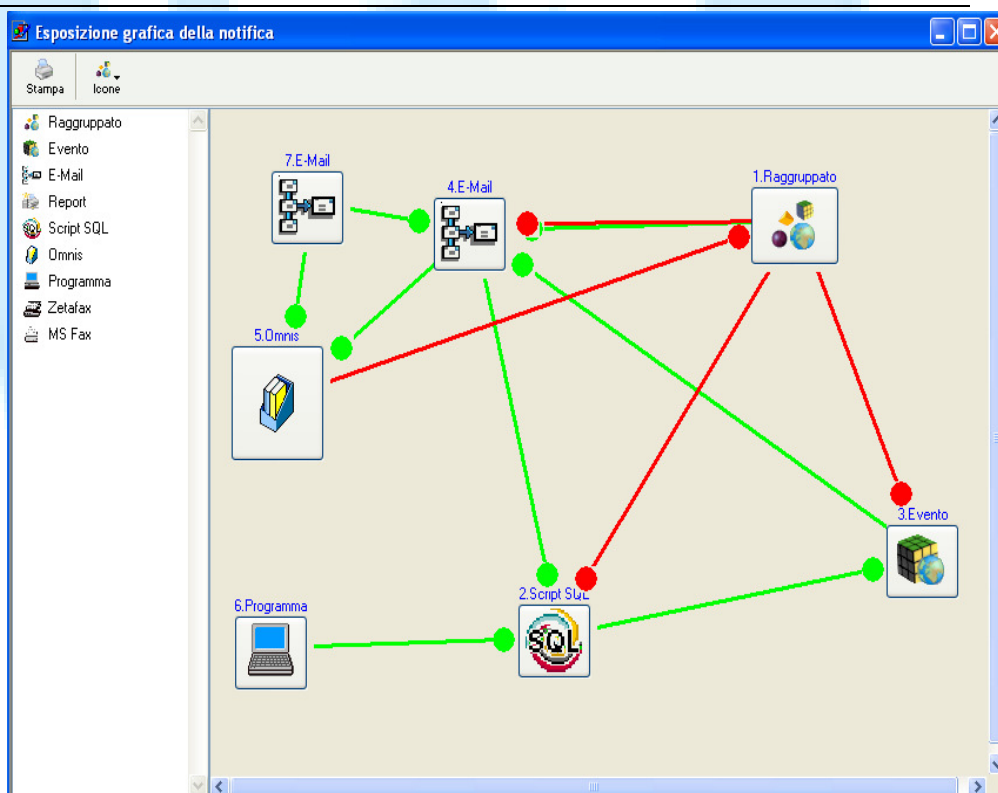 Esposizione grafica della notifica
Stampa
Icone
Raggruppato
Evento
E-Mail
Report
Script SQL
Omnis
Programma
Zetafax
MS Fax
7.E-Mail
4.E-Mail
1.Raggruppato
5.Omnis
3.Evento
2.Script SQL
6.Programma
SQL